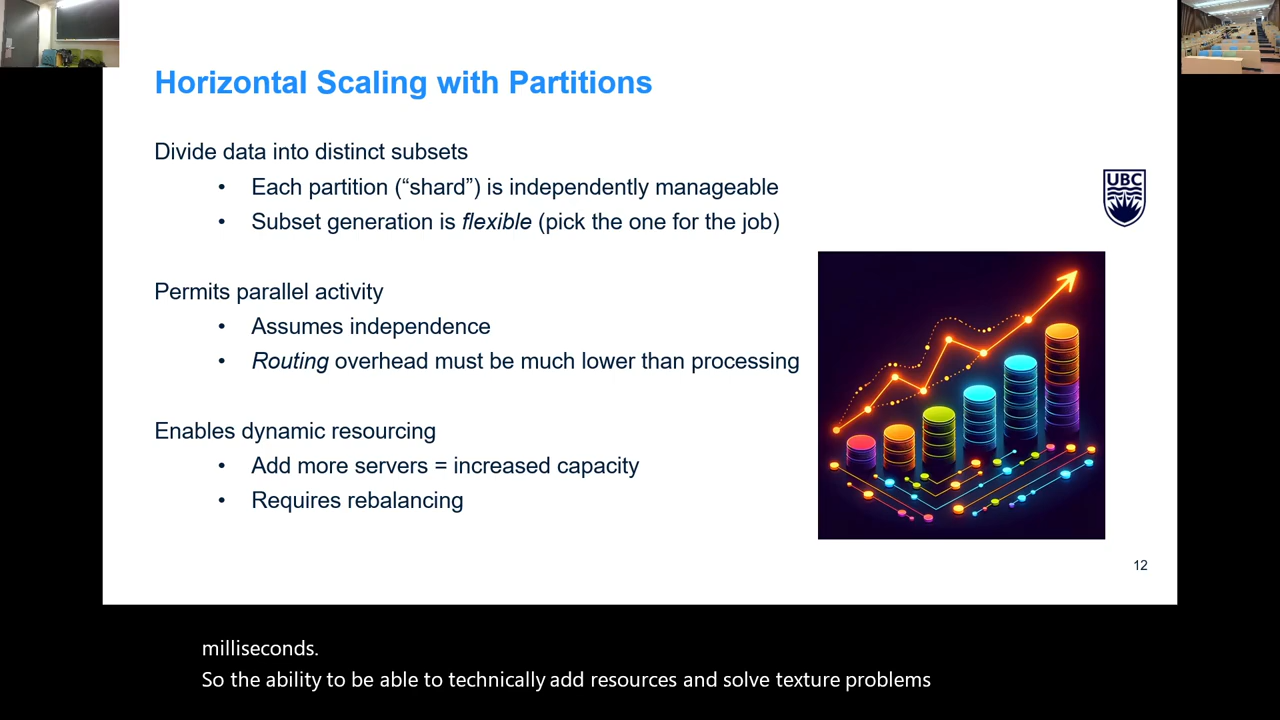 Horizontal Scaling with Partitions
Divide data into distinct subsets
• Each partition (“shard”) is independently manageable
• Subset generation is flexible (pick the one for the job)
Permits parallel activity
• Assumes independence
• Routing overhead must be much lower than processing
Enables dynamic resourcing
• Add more servers = increased capacity
• Requires rebalancing
UBC
12
milliseconds.
So the ability to be able to technically add resources and solve texture problems